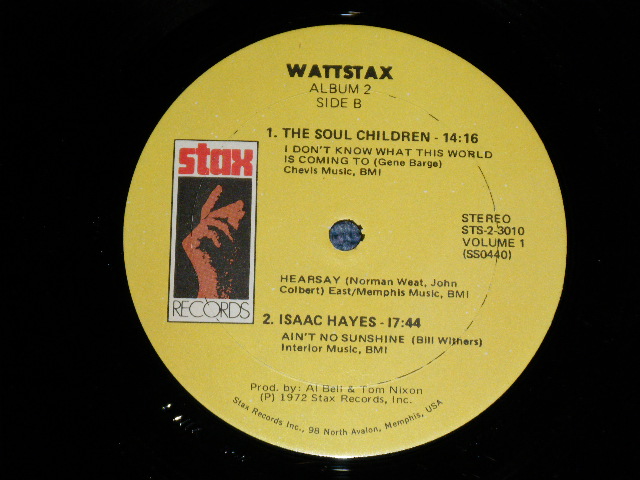 WATTSTAX
ALBUM 2
SIDE B
1. THE SOUL CHILDREN - 14:16
I DON'T KNOW WHAT THIS WORLD
IS COMING TO (Gene Barge)
Chevis Music, BMI
stax
RECORDS
STEREO
STS-2-3010
VOLUME 1
(SS0440)
HEARSAY (Norman Weat, John
Colbert) East/Memphis Music, BMI
2. ISAAC HAYES - 17:44
AIN'T NO SUNSHINE (Bill Withers)
Interior Music, BMI
Prod. by: Al Bell & Tom Nixon
(P) 1972 Stax Records, Inc.
Stax Records Inc., 98 North Avalon, Memphis, USA